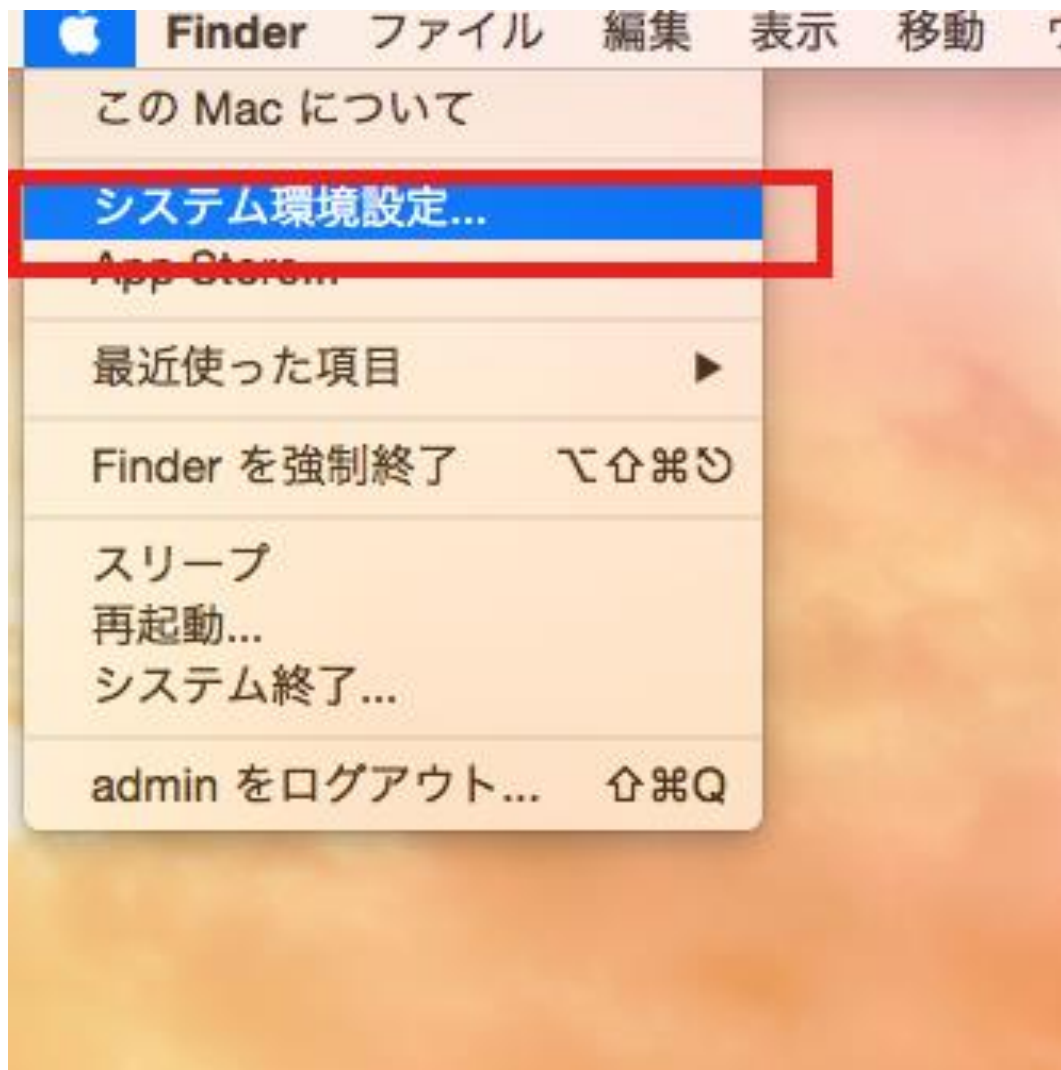 Finder ファイル 編集 表示 移動
この Mac について
システム環境設定...
App Store...
最近使った項目 ▶
Finder を強制終了 ⌥⇧⌘⎋
スリープ
再起動...
システム終了...
admin をログアウト... ⇧⌘Q